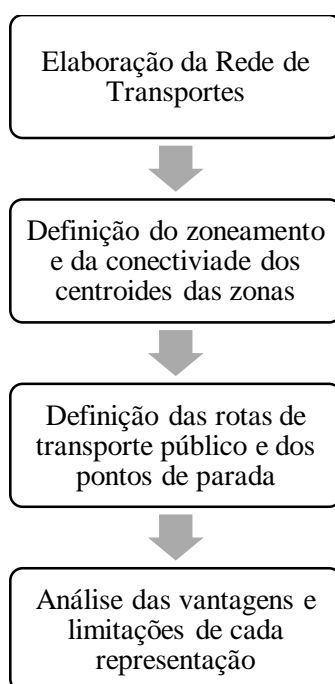 Elaboração da Rede de
Transportes
Definição do zoneamento
e da conectiviade dos
centroides das zonas
Definição das rotas de
transporte público e dos
pontos de parada
Análise das vantagens e
limitações de cada
representação